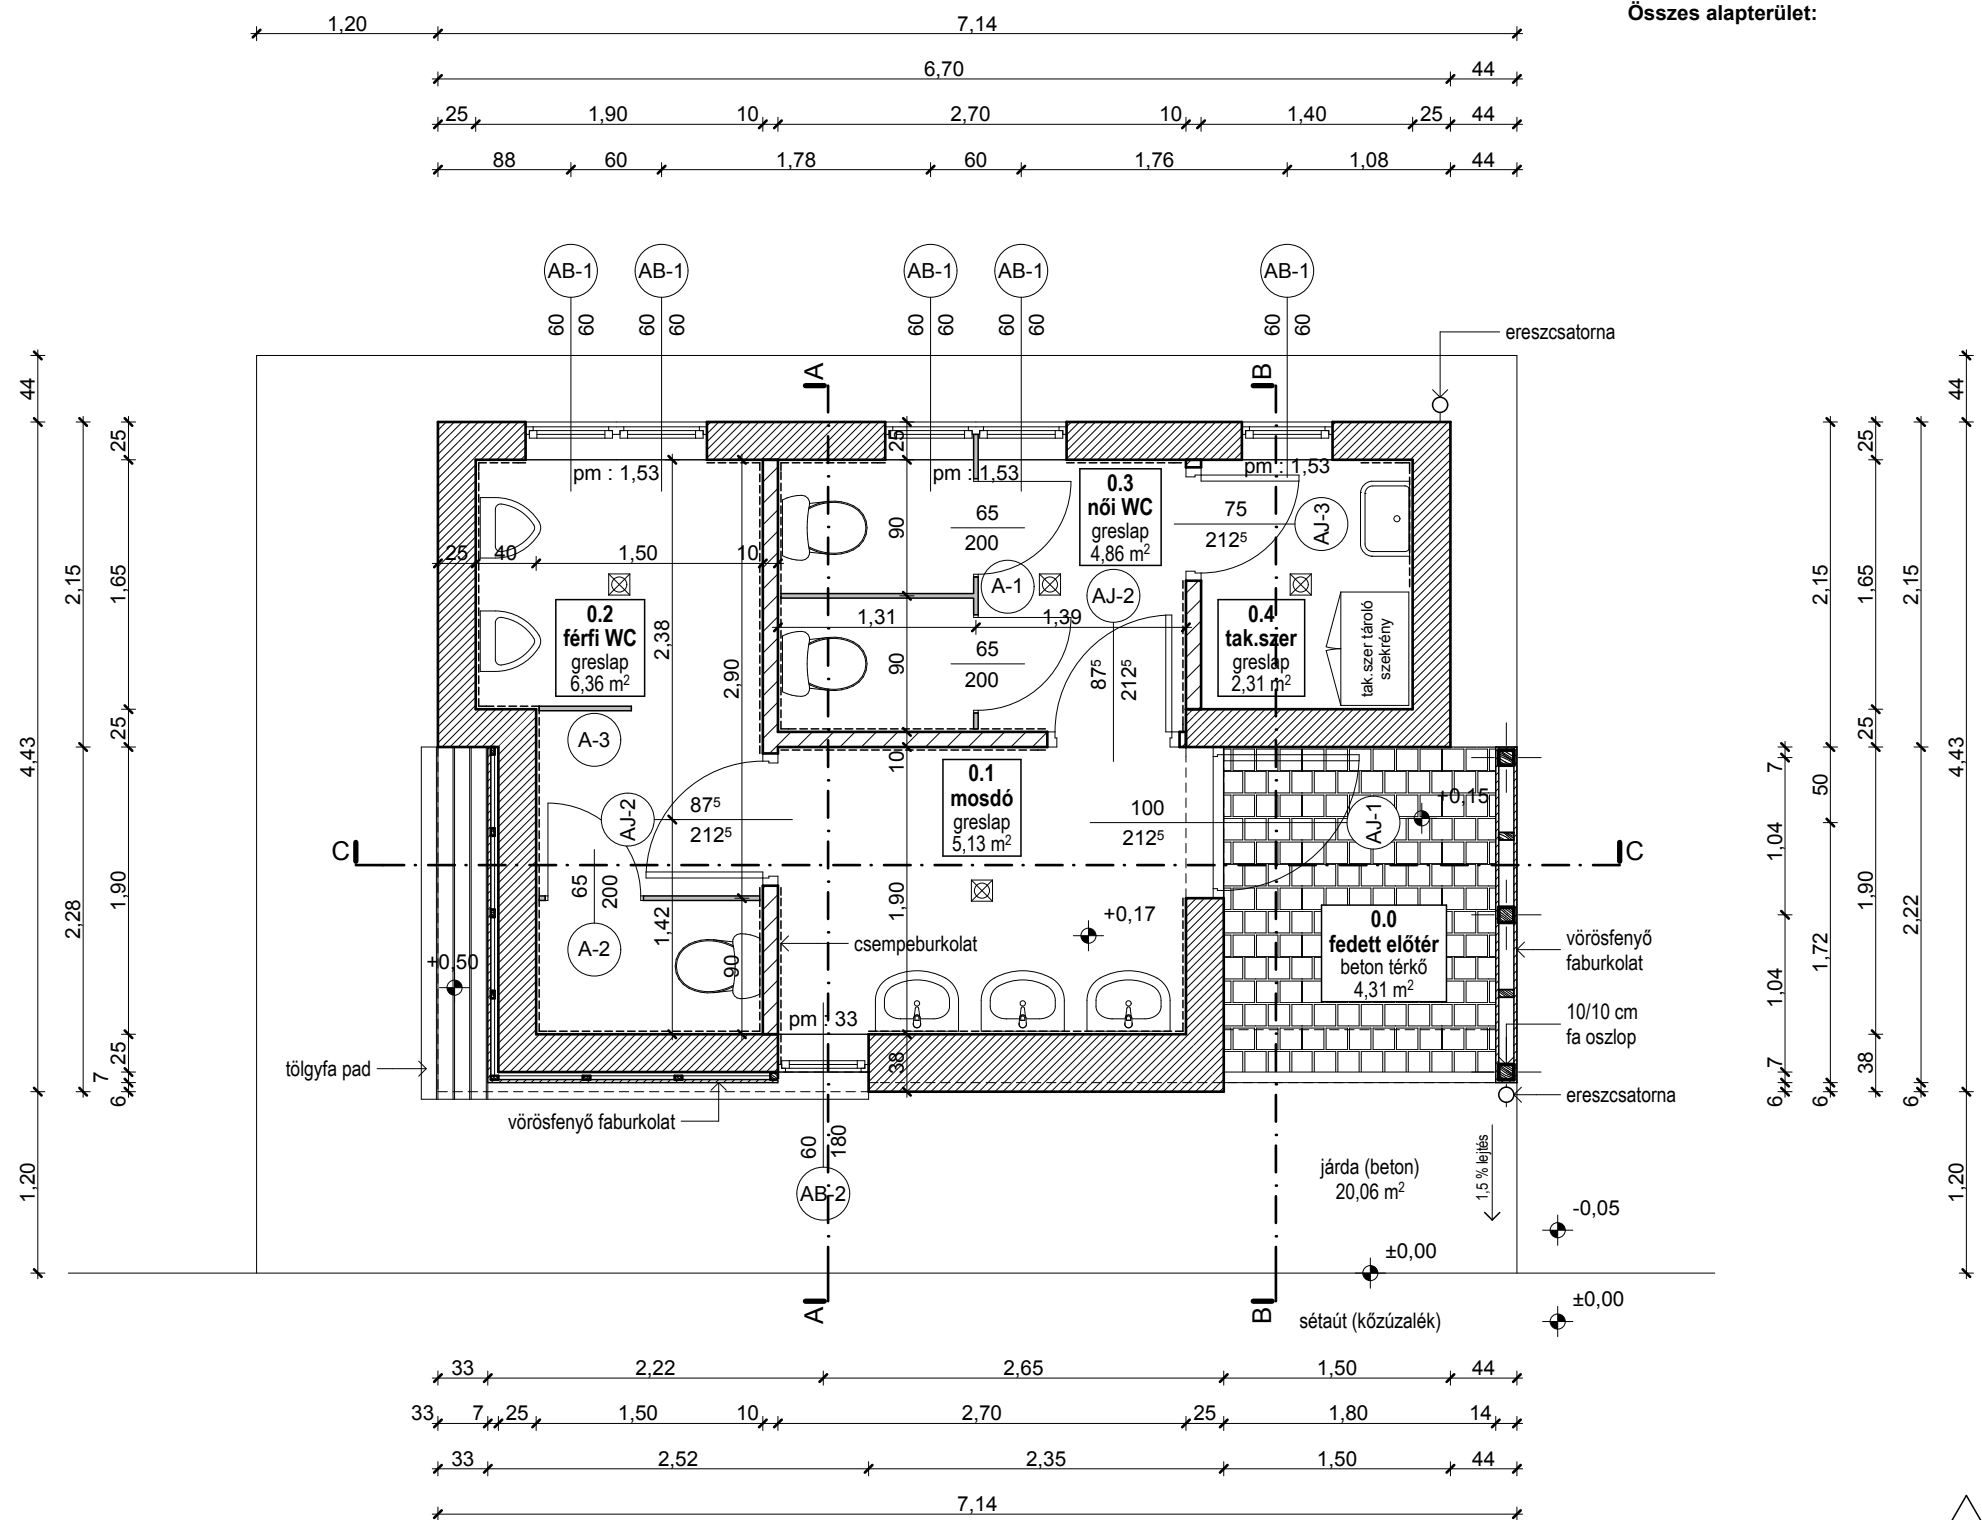 Összes alapterület:
1,20 7,14
6,70 44
25 1,90 10 2,70 10 1,40 25 44
88 60 1,78 60 1,76 1,08 44
AB-1 AB-1 AB-1 AB-1 AB-1
60 60 60 60 60 60 60 60 60 60
ereszcsatorna
A B
pm : 1,53 pm : 1,53 pm : 1,53
0.3
női WC
greslap
4,86 m²
65
200
75
212⁵
AJ-3
25 40 1,50 10
A-1
AJ-2
0.2
férfi WC
greslap
6,36 m²
2,38
2,90
25
90
90
1,31 1,39
65
200
87⁵
212⁵
0.4
tak.szer
greslap
2,31 m²
tak.szer tároló
szekrény
A-3
10
0.1
mosdó
greslap
5,13 m²
AJ-2
87⁵
212⁵
100
212⁵
AJ-1
+0,15
C C
65
200
1,42
1,90
A-2
90
csempeburkolat
+0,17
0.0
fedett előtér
beton térkő
4,31 m²
vörösfenyő
faburkolat
+0,50
pm : 33
38
10/10 cm
fa oszlop
tölgyfa pad
vörösfenyő faburkolat
ereszcsatorna
60
180
AB-2
járda (beton)
20,06 m²
1,5 % lejtés
-0,05
±0,00
±0,00
sétaút (kőzúzalék)
A B
44
4,43
1,20
2,15
2,28
25
1,65
25
1,90
25
7
6
7
1,04
1,04
7
6
2,15
50
1,72
6
25
1,65
25
1,90
38
2,15
2,22
6
44
4,43
1,20
33 2,22 2,65 1,50 44
33 7 25 1,50 10 2,70 25 1,80 14
33 2,52 2,35 1,50 44
7,14